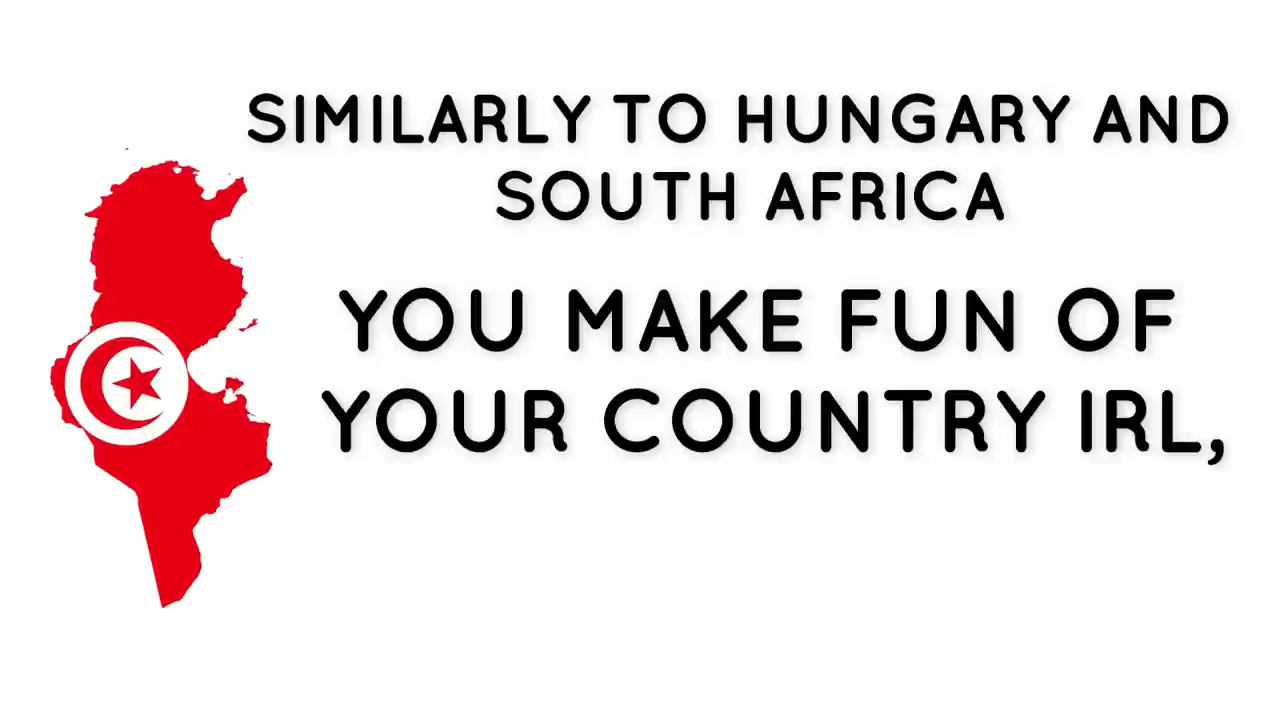 SIMILARLY TO HUNGARY AND
SOUTH AFRICA
YOU MAKE FUN OF
YOUR COUNTRY IRL,